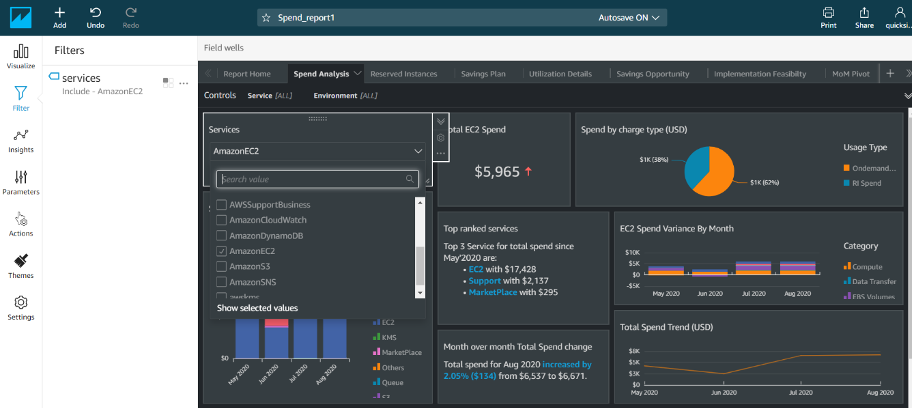 Add
Undo
Redo
Spend_report1
Autosave ON
Print
Share
quicksi...
Visualize
Filter
Insights
Parameters
Actions
Themes
Settings
Filters
services
Include - AmazonEC2
Field wells
Report Home
Spend Analysis
Reserved Instances
Savings Plan
Utilization Details
Savings Opportunity
Implementation Feasibilty
MoM Pivot
Controls
Service [ALL]
Environment [ALL]
Services
AmazonEC2
Search value
AWSSupportBusiness
AmazonCloudWatch
AmazonDynamoDB
AmazonEC2
AmazonS3
AmazonSNS
awskms
Show selected values
$0
May 2020
Jun 2020
Jul 2020
Aug 2020
EC2
KMS
MarketPlace
Others
Queue
S3
otal EC2 Spend
$5,965
Spend by charge type (USD)
$1K (38%)
$1K (62%)
Usage Type
Ondemand...
RI Spend
Top ranked services
Top 3 Service for total spend since
May'2020 are:
• EC2 with $17,428
• Support with $2,137
• MarketPlace with $295
EC2 Spend Variance By Month
$10K
$5K
$0
-$5K
May 2020
Jun 2020
Jul 2020
Aug 2020
Category
Compute
Data Transfer
EBS Volumes
Month over month Total Spend change
Total spend for Aug 2020 increased by
2.05% ($134) from $6,537 to $6,671.
Total Spend Trend (USD)
$8K
$5K
$3K
$0
May 2020
Jun 2020
Jul 2020
Aug 2020